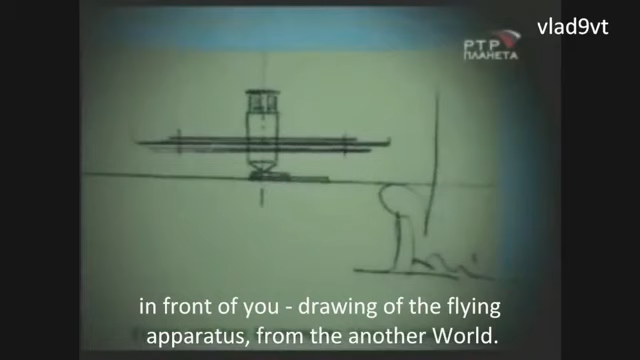 vlad9vt
РТР
ПЛАНЕТА
in front of you - drawing of the flying
apparatus, from the another World.